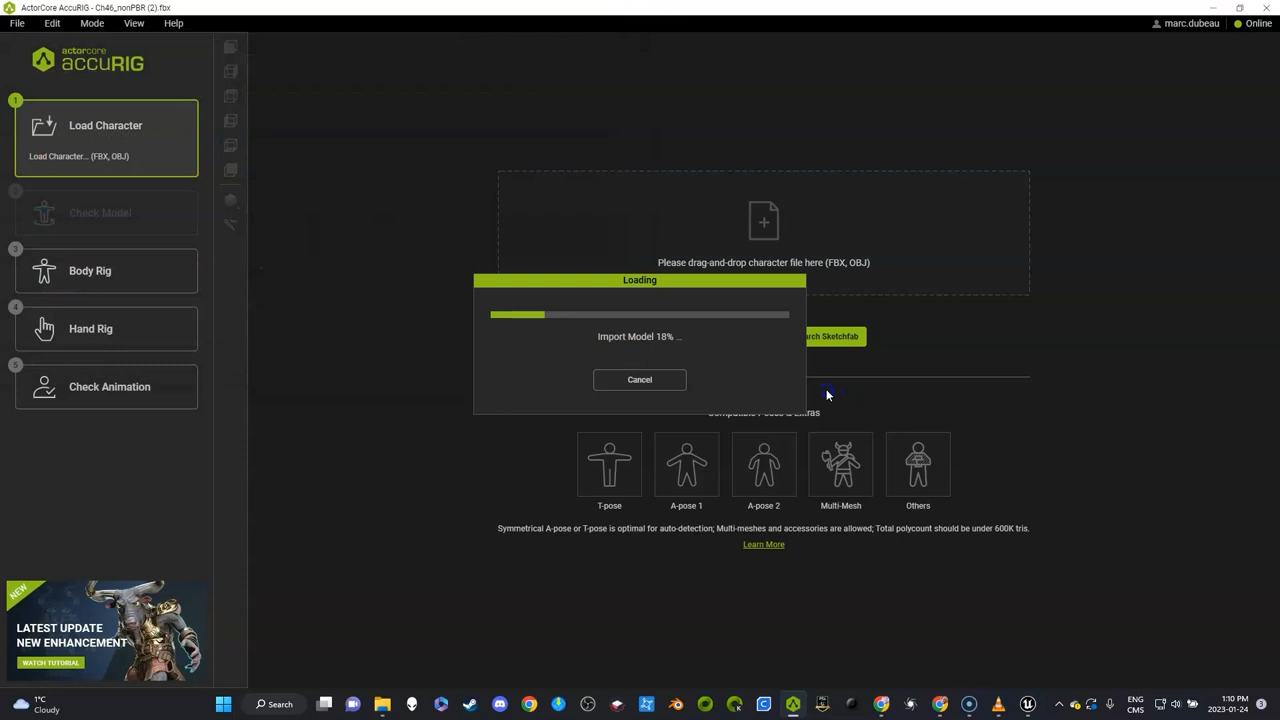 ActorCore AccuRIG - Ch46_nonPBR (2).fbx
File Edit Mode View Help
marc.dubeau Online
actorcore
accuRIG
1
Load Character
Load Character... (FBX, OBJ)
Check Model
3
Body Rig
4
Hand Rig
5
Check Animation
Please drag-and-drop character file here (FBX, OBJ)
Loading
Import Model 18% ...
Cancel
Sketchfab
T-pose
A-pose 1
A-pose 2
Multi-Mesh
Others
Symmetrical A-pose or T-pose is optimal for auto-detection; Multi-meshes and accessories are allowed; Total polycount should be under 600K tris.
Learn More
NEW
LATEST UPDATE
NEW ENHANCEMENT
WATCH TUTORIAL
1°C
Cloudy
Search
ENG
CMS
1:10 PM
2023-01-24